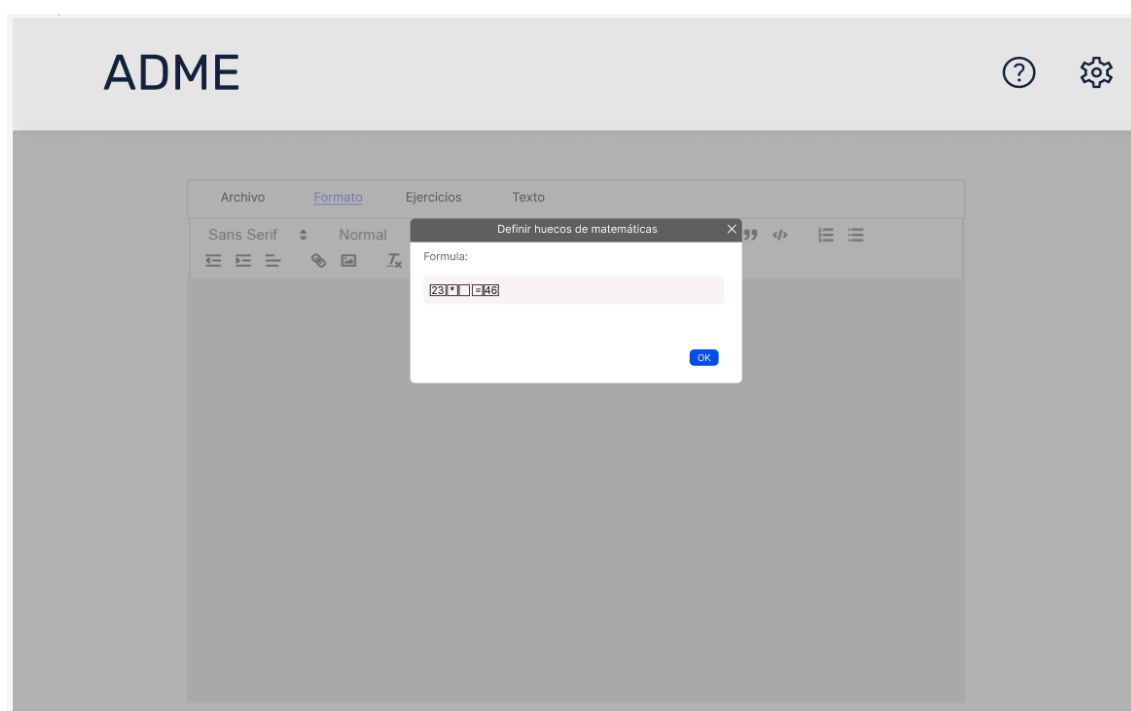 ADME
Archivo Formato Ejercicios Texto
Sans Serif Normal
Definir huecos de matemáticas
Formula:
23 * = 46
OK